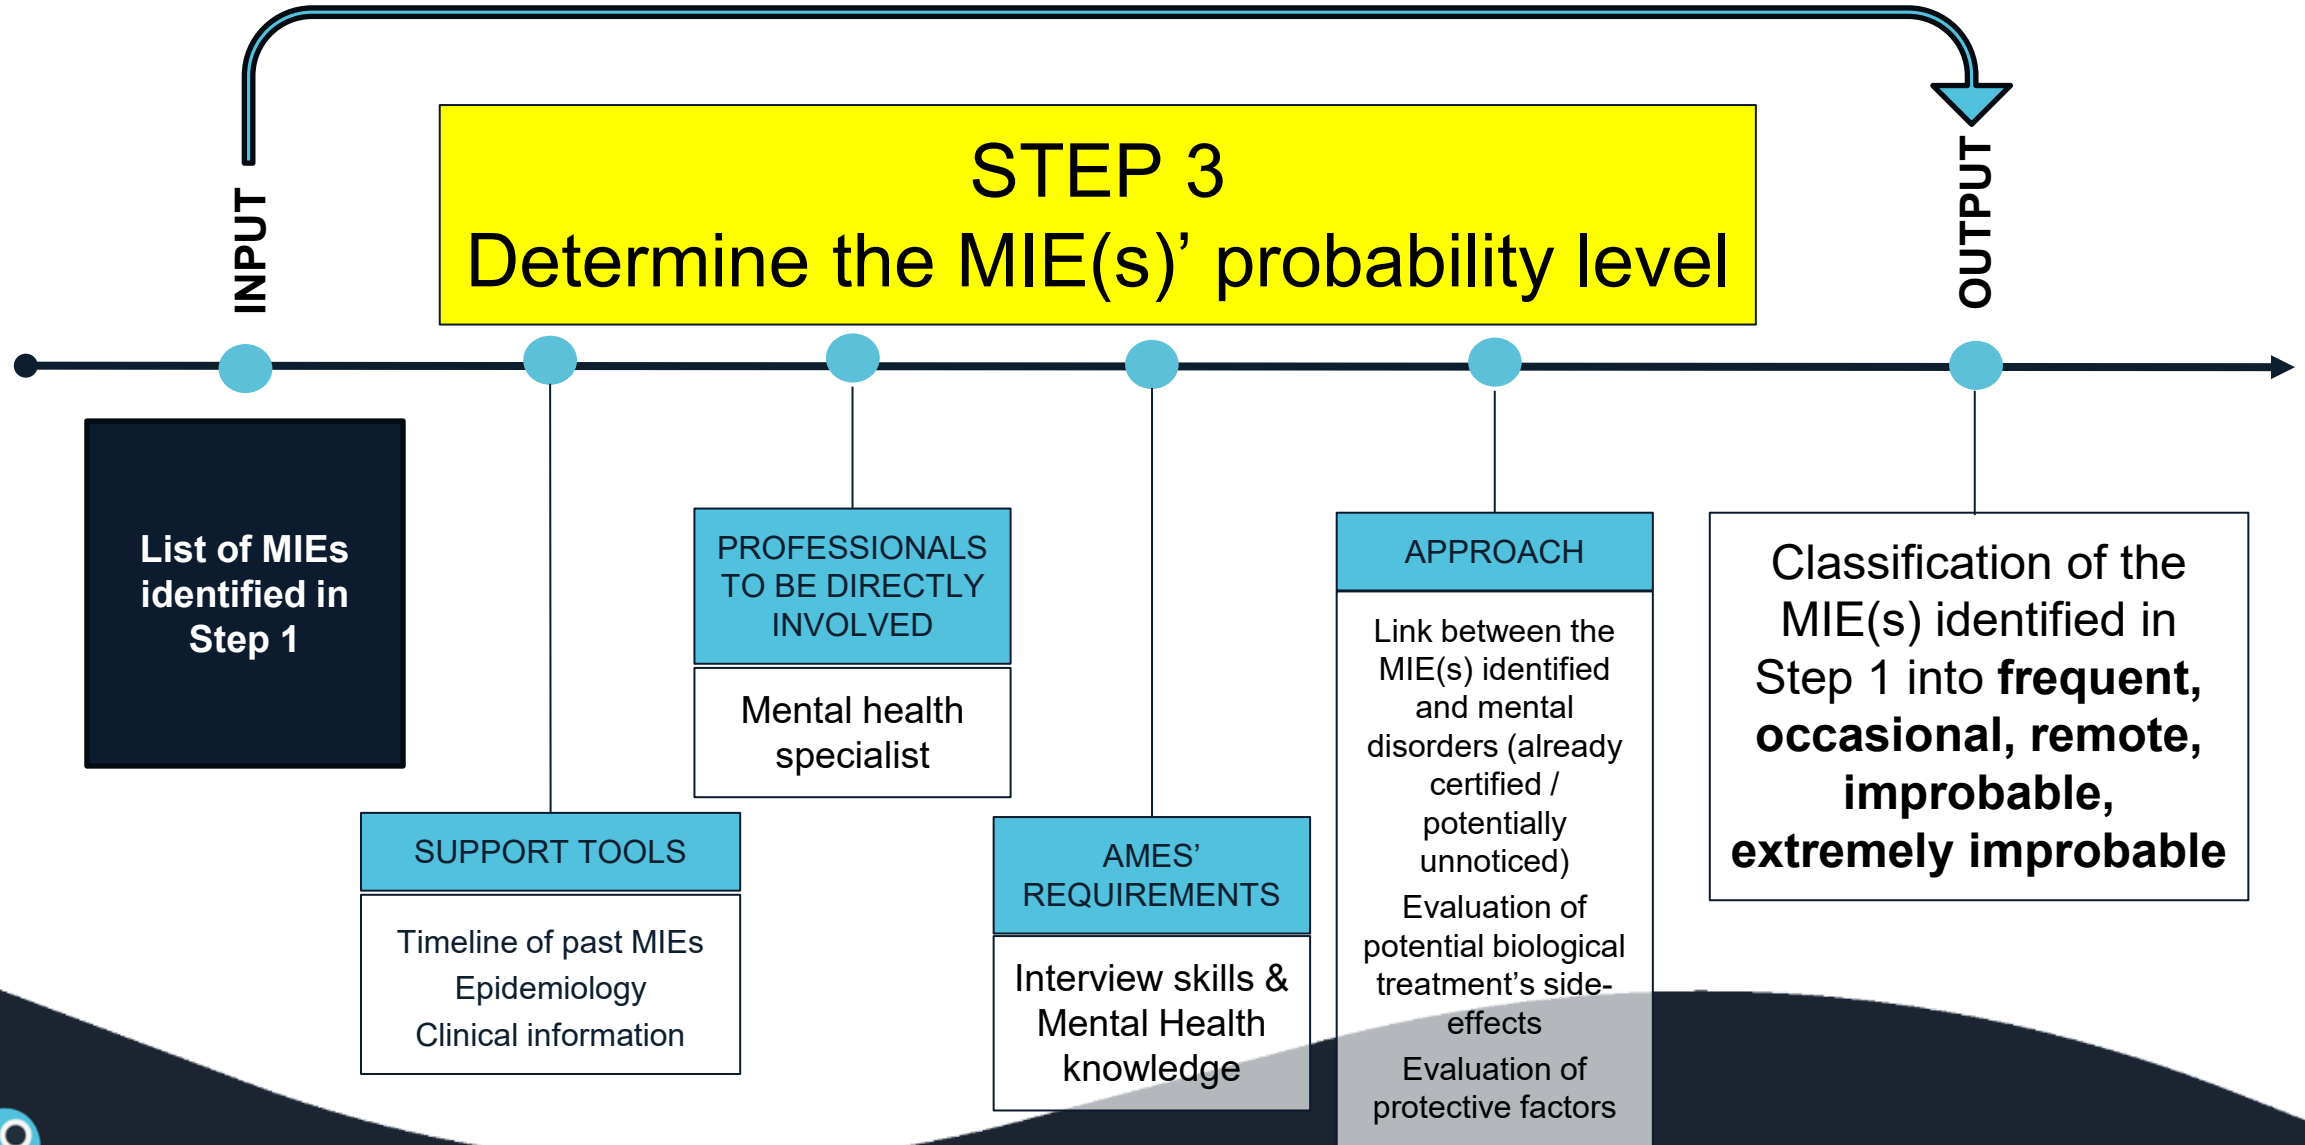 INPUT
STEP 3
Determine the MIE(s)’ probability level
OUTPUT
List of MIEs
identified in
Step 1
SUPPORT TOOLS
Timeline of past MIEs
Epidemiology
Clinical information
PROFESSIONALS
TO BE DIRECTLY
INVOLVED
Mental health
specialist
AMES’
REQUIREMENTS
Interview skills &
Mental Health
knowledge
APPROACH
Link between the
MIE(s) identified
and mental
disorders (already
certified /
potentially
unnoticed)
Evaluation of
potential biological
treatment’s side-
effects
Evaluation of
protective factors
Classification of the
MIE(s) identified in
Step 1 into frequent,
occasional, remote,
improbable,
extremely improbable